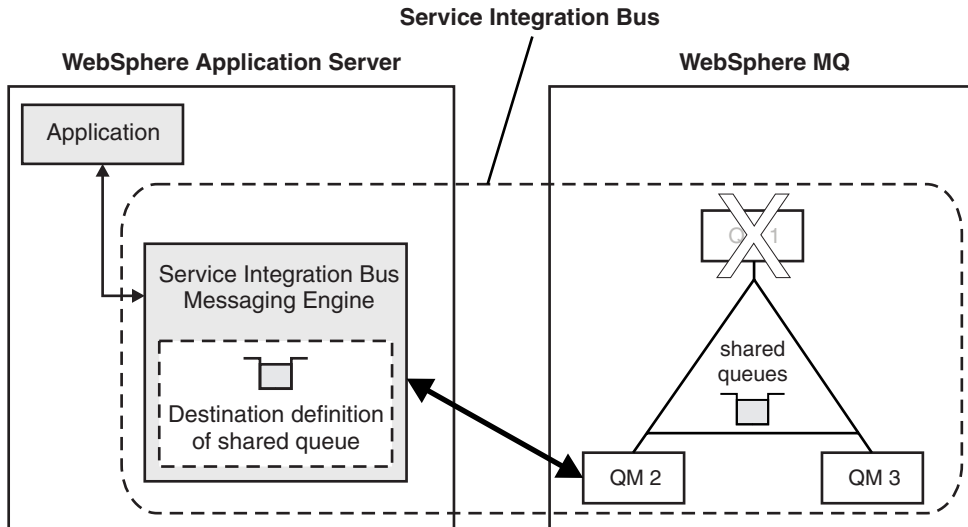 Service Integration Bus
WebSphere Application Server
WebSphere MQ
Application
Service Integration Bus
Messaging Engine
Destination definition
of shared queue
1
shared
queues
QM 2
QM 3